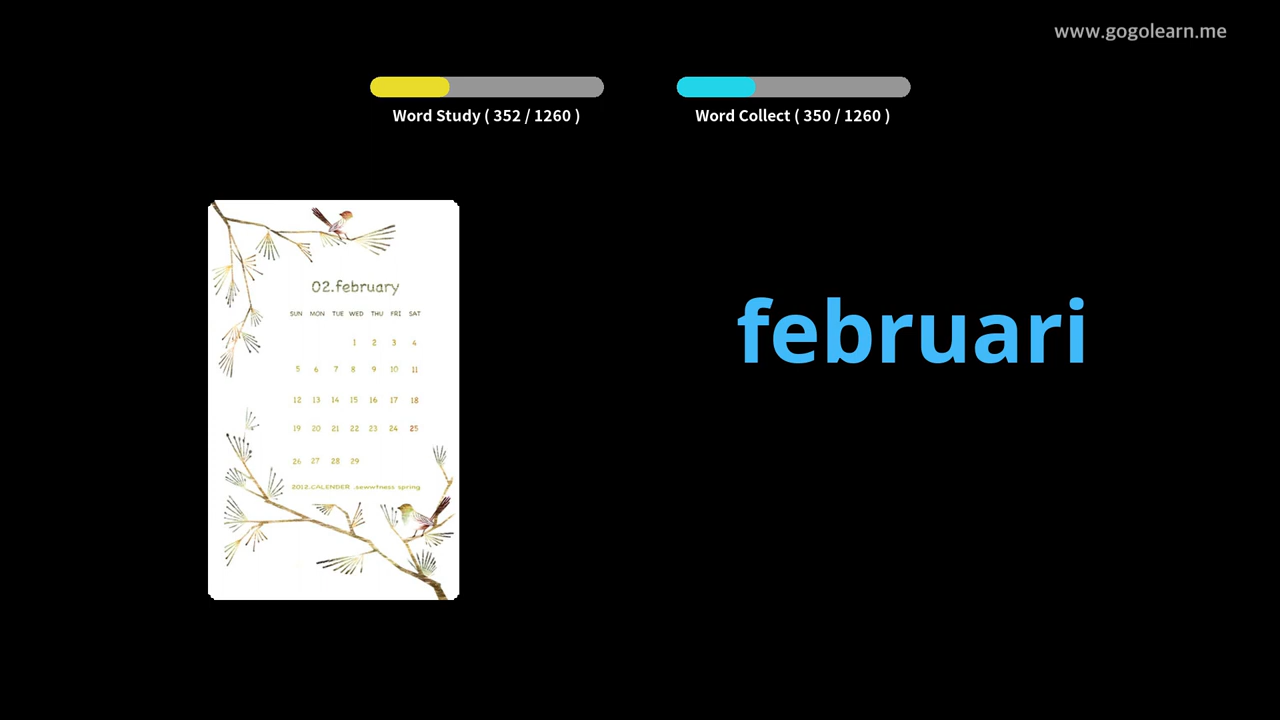 www.gogolearn.me
Word Study ( 352 / 1260 )
Word Collect ( 350 / 1260 )
02.february
SUN MON TUE WED THU FRI SAT
1 2 3 4
5 6 7 8 9 10 11
12 13 14 15 16 17 18
19 20 21 22 23 24 25
26 27 28 29
2012.CALENDER .sewwtness spring
februari